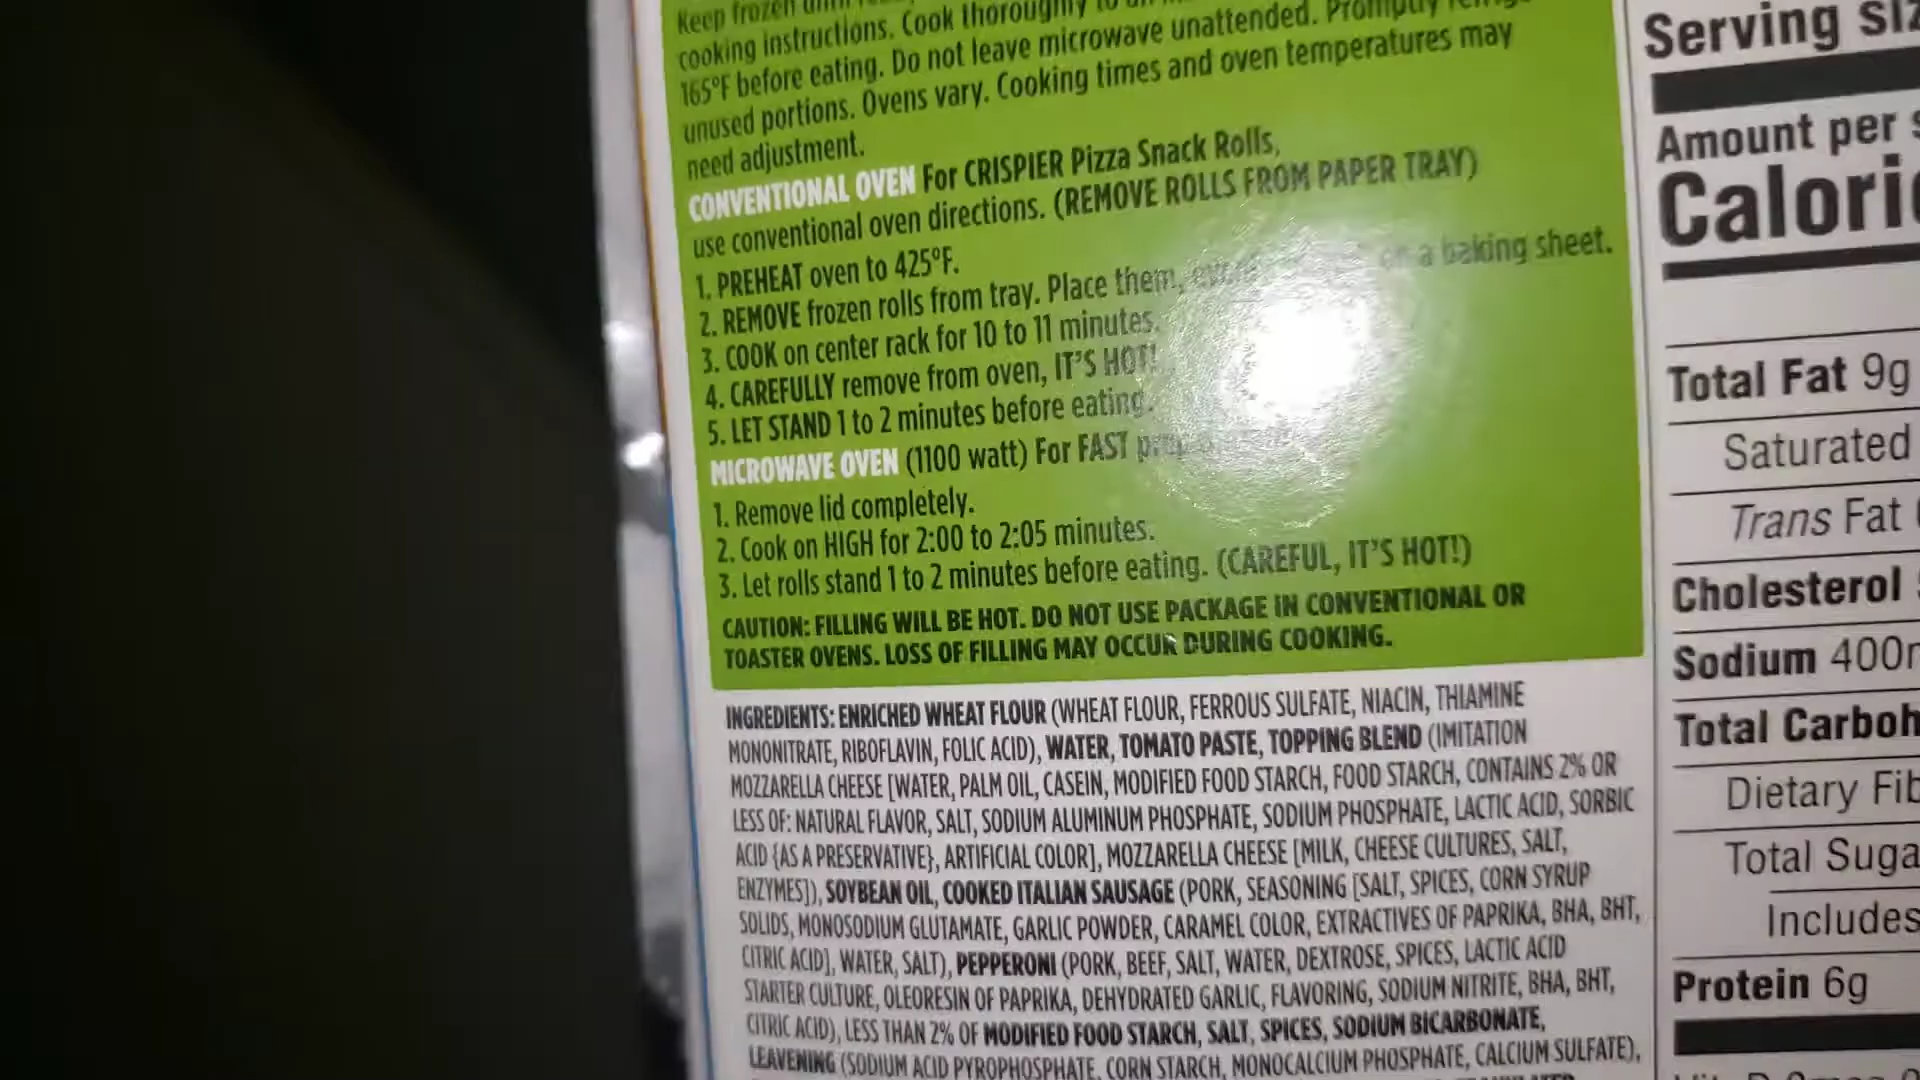 Keep frozen
cooking instructions. Cook thoroughly to
165°F before eating. Do not leave microwave unattended. Promptly
unused portions. Ovens vary. Cooking times and oven temperatures may
need adjustment.
CONVENTIONAL OVEN For CRISPIER Pizza Snack Rolls,
use conventional oven directions. (REMOVE ROLLS FROM PAPER TRAY)
1. PREHEAT oven to 425°F.
2. REMOVE frozen rolls from tray. Place them, on a baking sheet.
3. COOK on center rack for 10 to 11 minutes.
4. CAREFULLY remove from oven, IT'S HOT!
5. LET STAND 1 to 2 minutes before eating.
MICROWAVE OVEN (1100 watt) For FAST
1. Remove lid completely.
2. Cook on HIGH for 2:00 to 2:05 minutes.
3. Let rolls stand 1 to 2 minutes before eating. (CAREFUL, IT'S HOT!)
CAUTION: FILLING WILL BE HOT. DO NOT USE PACKAGE IN CONVENTIONAL OR
TOASTER OVENS. LOSS OF FILLING MAY OCCUR DURING COOKING.
INGREDIENTS: ENRICHED WHEAT FLOUR (WHEAT FLOUR, FERROUS SULFATE, NIACIN, THIAMINE
MONONITRATE, RIBOFLAVIN, FOLIC ACID), WATER, TOMATO PASTE, TOPPING BLEND (IMITATION
MOZZARELLA CHEESE [WATER, PALM OIL, CASEIN, MODIFIED FOOD STARCH, FOOD STARCH, CONTAINS 2% OR
LESS OF: NATURAL FLAVOR, SALT, SODIUM ALUMINUM PHOSPHATE, SODIUM PHOSPHATE, LACTIC ACID, SORBIC
ACID {AS A PRESERVATIVE}, ARTIFICIAL COLOR], MOZZARELLA CHEESE [MILK, CHEESE CULTURES, SALT,
ENZYMES]), SOYBEAN OIL, COOKED ITALIAN SAUSAGE (PORK, SEASONING [SALT, SPICES, CORN SYRUP
SOLIDS, MONOSODIUM GLUTAMATE, GARLIC POWDER, CARAMEL COLOR, EXTRACTIVES OF PAPRIKA, BHA, BHT,
CITRIC ACID], WATER, SALT), PEPPERONI (PORK, BEEF, SALT, WATER, DEXTROSE, SPICES, LACTIC ACID
STARTER CULTURE, OLEORESIN OF PAPRIKA, DEHYDRATED GARLIC, FLAVORING, SODIUM NITRITE, BHA, BHT,
CITRIC ACID), LESS THAN 2% OF MODIFIED FOOD STARCH, SALT, SPICES, SODIUM BICARBONATE,
LEAVENING (SODIUM ACID PYROPHOSPHATE, CORN STARCH, MONOCALCIUM PHOSPHATE, CALCIUM SULFATE),
Serving
Amount per
Calori
Total Fat 9g
Saturated
Trans Fat
Cholesterol
Sodium 400
Total Carboh
Dietary Fib
Total Suga
Includes
Protein 6g